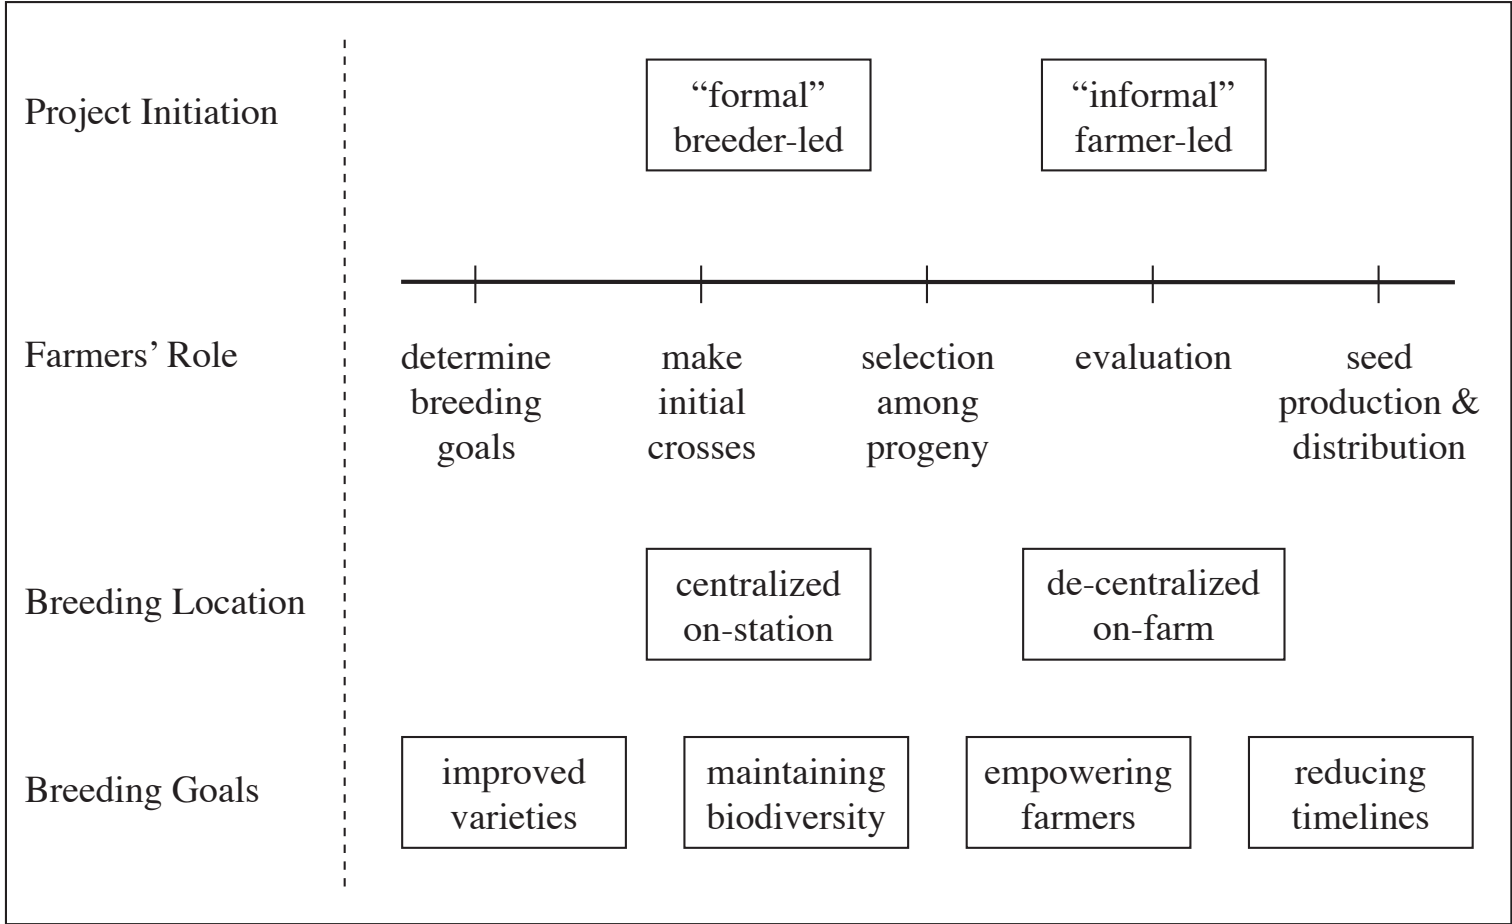 Project Initiation
“formal”
breeder-led
“informal”
farmer-led
Farmers’ Role
determine
breeding
goals
make
initial
crosses
selection
among
progeny
evaluation
seed
production &
distribution
Breeding Location
centralized
on-station
de-centralized
on-farm
Breeding Goals
improved
varieties
maintaining
biodiversity
empowering
farmers
reducing
timelines